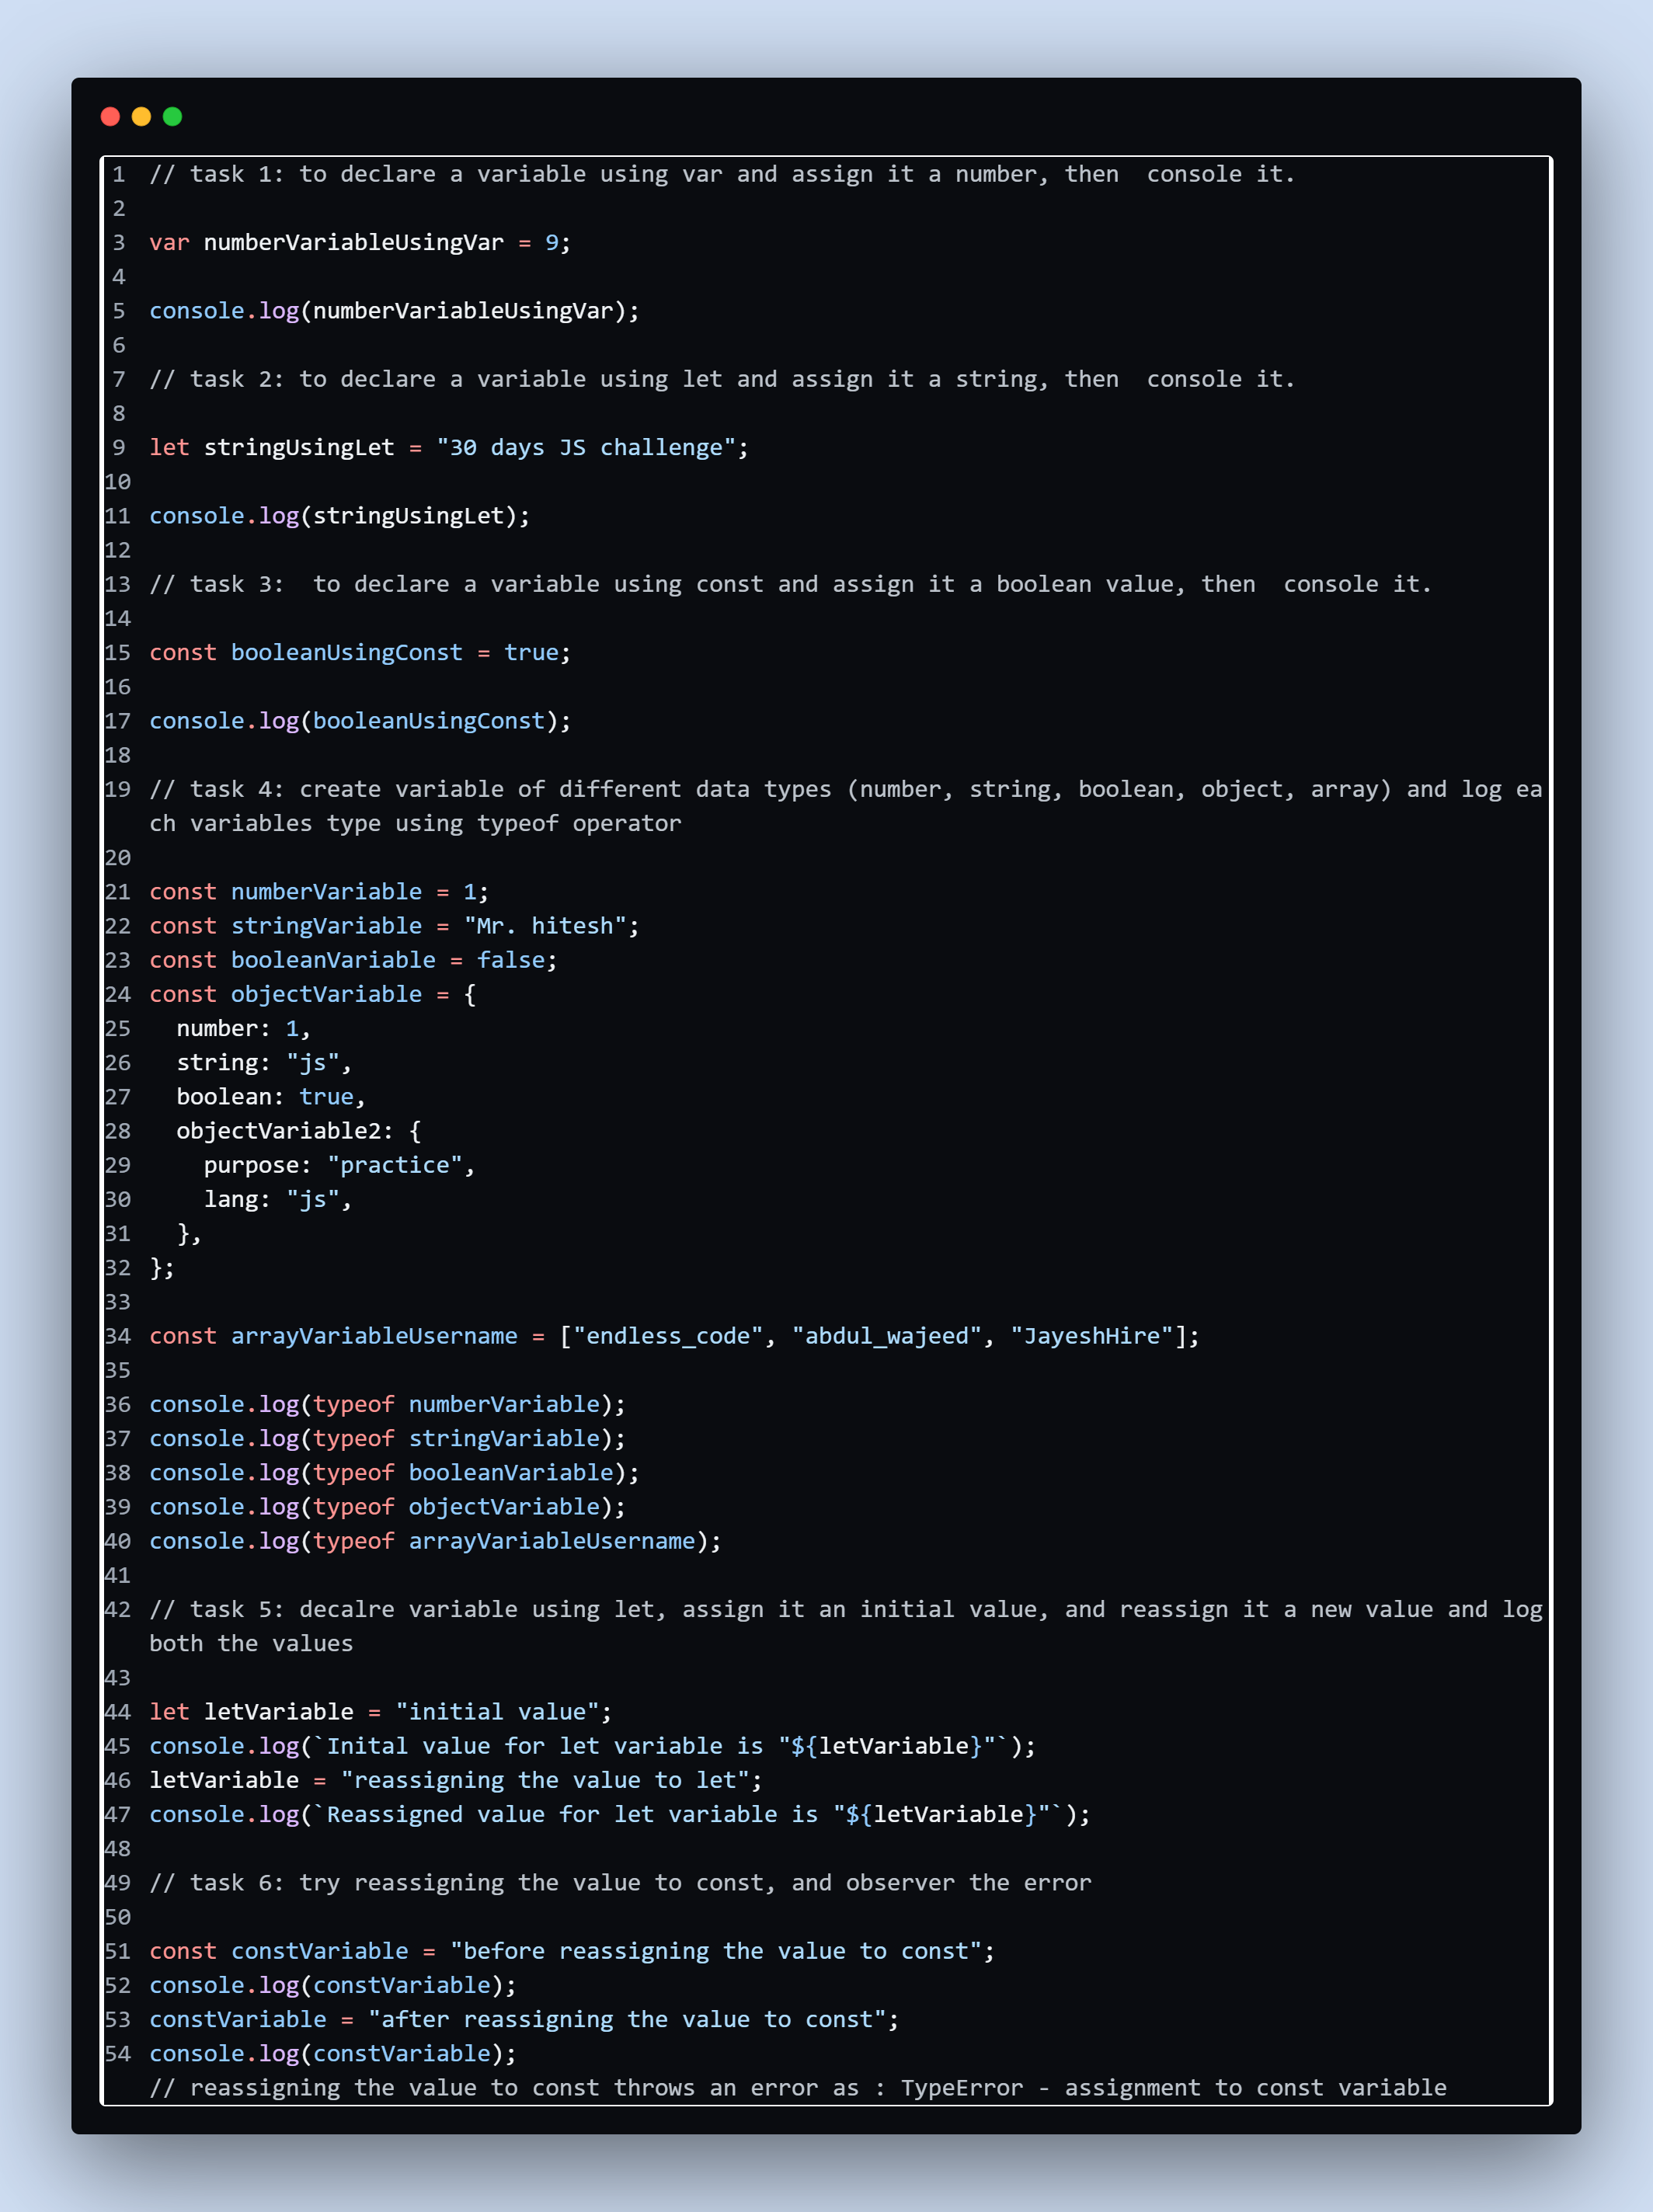 1 // task 1: to declare a variable using var and assign it a number, then  console it.
2
3 var numberVariableUsingVar = 9;
4
5 console.log(numberVariableUsingVar);
6
7 // task 2: to declare a variable using let and assign it a string, then  console it.
8
9 let stringUsingLet = "30 days JS challenge";
10
11 console.log(stringUsingLet);
12
13 // task 3:  to declare a variable using const and assign it a boolean value, then  console it.
14
15 const booleanUsingConst = true;
16
17 console.log(booleanUsingConst);
18
19 // task 4: create variable of different data types (number, string, boolean, object, array) and log ea
ch variables type using typeof operator
20
21 const numberVariable = 1;
22 const stringVariable = "Mr. hitesh";
23 const booleanVariable = false;
24 const objectVariable = {
25   number: 1,
26   string: "js",
27   boolean: true,
28   objectVariable2: {
29     purpose: "practice",
30     lang: "js",
31   },
32 };
33
34 const arrayVariableUsername = ["endless_code", "abdul_wajeed", "JayeshHire"];
35
36 console.log(typeof numberVariable);
37 console.log(typeof stringVariable);
38 console.log(typeof booleanVariable);
39 console.log(typeof objectVariable);
40 console.log(typeof arrayVariableUsername);
41
42 // task 5: decalre variable using let, assign it an initial value, and reassign it a new value and log
both the values
43
44 let letVariable = "initial value";
45 console.log(`Inital value for let variable is "${letVariable}"`);
46 letVariable = "reassigning the value to let";
47 console.log(`Reassigned value for let variable is "${letVariable}"`);
48
49 // task 6: try reassigning the value to const, and observer the error
50
51 const constVariable = "before reassigning the value to const";
52 console.log(constVariable);
53 constVariable = "after reassigning the value to const";
54 console.log(constVariable);
// reassigning the value to const throws an error as : TypeError - assignment to const variable